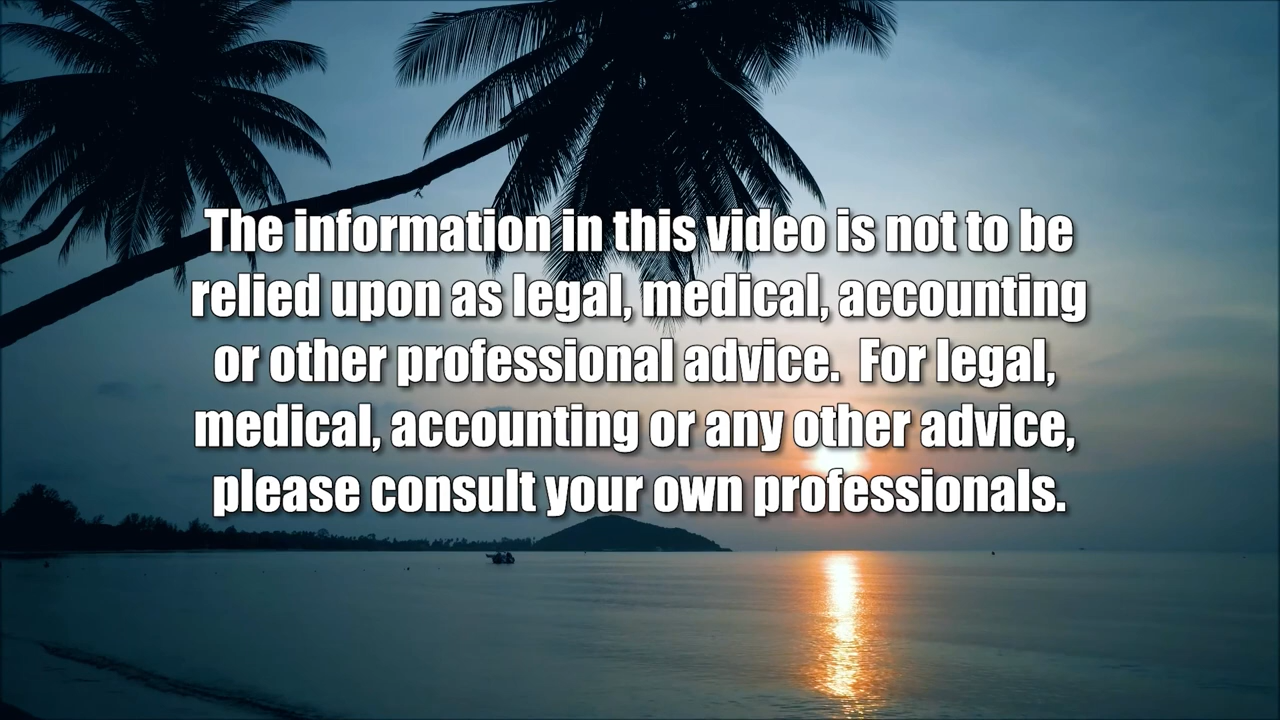 The information in this video is not to be
relied upon as legal, medical, accounting
or other professional advice.  For legal,
medical, accounting or any other advice,
please consult your own professionals.